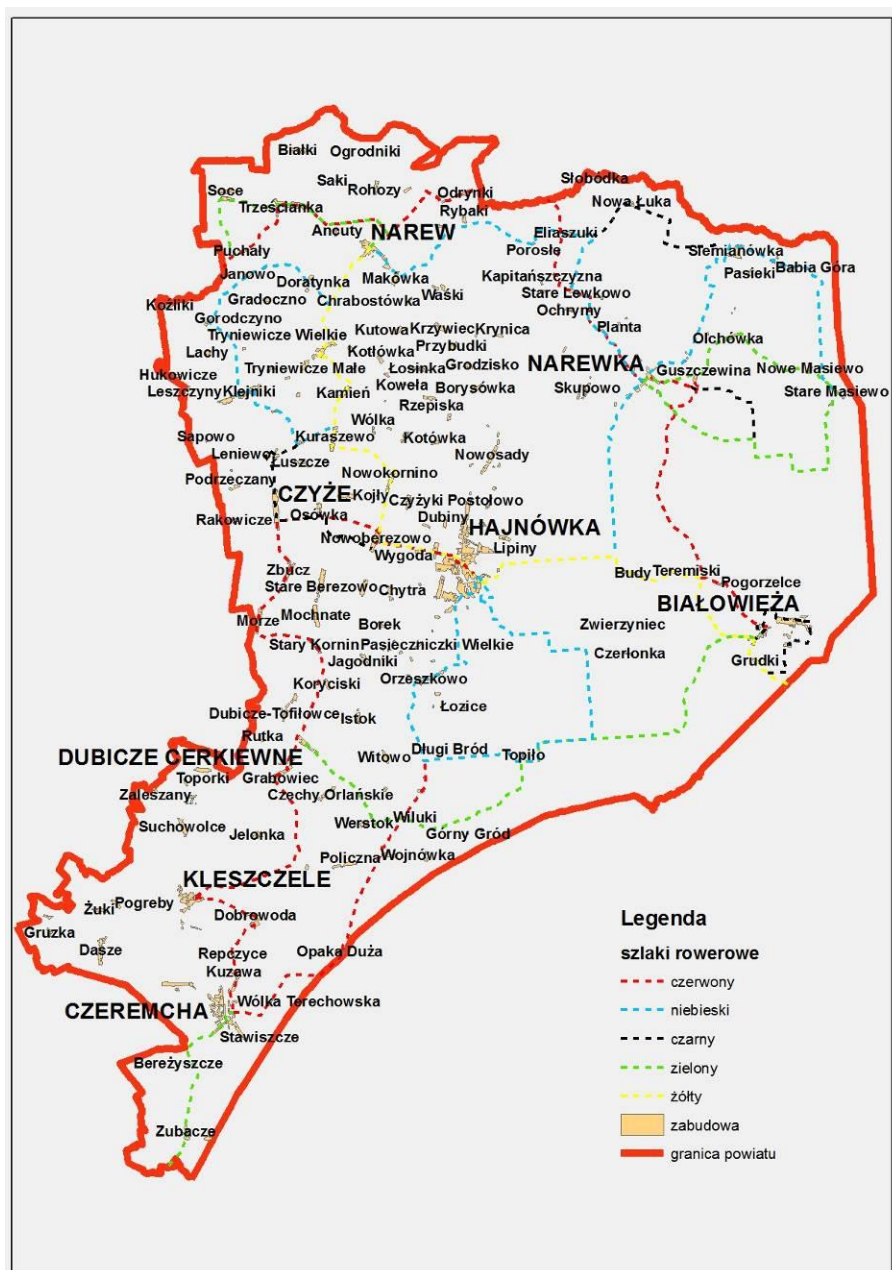 Białki
Ogrodniki
Słobódka
Saki
Rohozy
Soce
Odrynki
Nowa Łuka
Trześcianka
Rybaki
Ancuty
NAREW
Eliaszuki
Puchały
Porosłe
Siemianówka
Janowo
Pasieki
Babia Góra
Doratynka
Makówka
Kapitańszczyzna
Waśki
Stare Lewkowo
Koźliki
Gradoczno
Chrabostówka
Ochrymy
Gorodczyno
Kutowa
Krzywiec
Krynica
Planta
Tryniewicze Wielkie
Przybudki
Olchówka
Lachy
Kotłówka
NAREWKA
Tryniewicze Małe
Łosinka
Grodzisko
Guszczewina
Nowe Masiewo
Hukowicze
Koweła
Borysówka
Skupowo
Stare Masiewo
Leszczyny
Klejniki
Kamień
Rzepiska
Wólka
Sapowo
Kuraszewo
Kotówka
Leniewo
Łuszcze
Nowosady
Podrzeczany
Nowokornino
CZYŻE
Kojły
Czyżyki
Postołowo
Rakowicze
Osówka
Dubiny
HAJNÓWKA
Nowoberezowo
Lipiny
Wygoda
Zbucz
Budy
Teremiski
Stare Berezowo
Chytra
Pogorzelce
BIAŁOWIEŻA
Morze
Mochnate
Borek
Zwierzyniec
Stary Kornin
Pasieczniczki Wielkie
Czerlonka
Grudki
Jagodniki
Koryciski
Orzeszkowo
Dubicze-Tofiłowce
Istok
Łozice
Rutka
DUBICZE CERKIEWNE
Witowo
Długi Bród
Topiło
Toporki
Grabowiec
Zaleszany
Czechy Orlańskie
Suchowolce
Jelonka
Werstok
Wiluki
Górny Gród
Policzna
Wojnówka
KLESZCZELE
Żuki
Pogreby
Dobrowoda
Gruzka
Dasze
Repczyce
Opaka Duża
Kuzawa
CZEREMCHA
Wólka Terechowska
Stawiszcze
Bereżyszcze
Zubacze
Legenda
szlaki rowerowe
czerwony
niebieski
czarny
zielony
żółty
zabudowa
granica powiatu